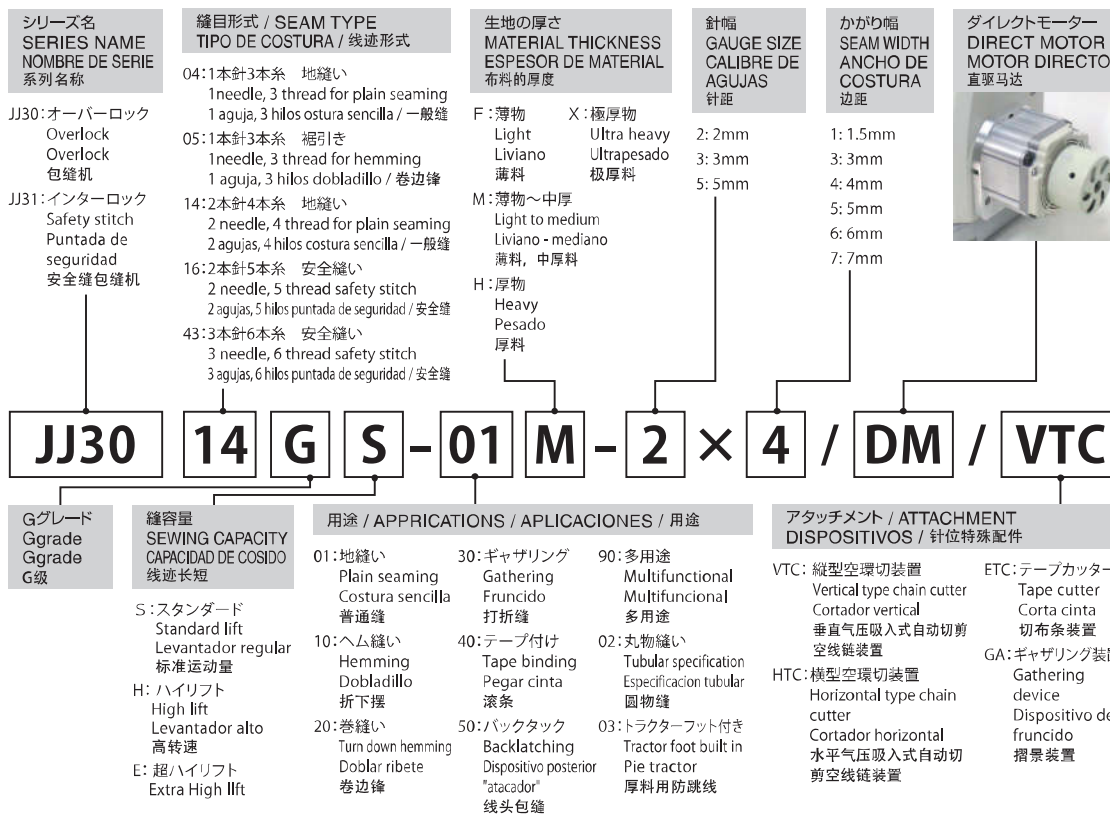 シリーズ名
SERIES NAME
NOMBRE DE SERIE
系列名称
JJ30:オーバーロック
Overlock
Overlock
包缝机
JJ31:インターロック
Safety stitch
Puntada de
seguridad
安全缝包缝机
縫目形式 / SEAM TYPE
TIPO DE COSTURA / 线迹形式
04:1本針3本糸 地縫い
1needle, 3 thread for plain seaming
1 aguja, 3 hilos ostura sencilla / 一般缝
05:1本針3本糸 裾引き
1needle, 3 thread for hemming
1 aguja, 3 hilos dobladillo / 卷边锋
14:2本針4本糸 地縫い
2 needle, 4 thread for plain seaming
2 agujas, 4 hilos costura sencilla / 一般缝
16:2本針5本糸 安全縫い
2 needle, 5 thread safety stitch
2 agujas, 5 hilos puntada de seguridad / 安全缝
43:3本針6本糸 安全縫い
3 needle, 6 thread safety stitch
3 agujas, 6 hilos puntada de seguridad / 安全缝
生地の厚さ
MATERIAL THICKNESS
ESPESOR DE MATERIAL
布料的厚度
F:薄物
Light
Liviano
薄料
X:極厚物
Ultra heavy
Ultrapesado
极厚料
M:薄物～中厚
Light to medium
Liviano - mediano
薄料，中厚料
H:厚物
Heavy
Pesado
厚料
針幅
GAUGE SIZE
CALIBRE DE
AGUJAS
针距
2: 2mm
3: 3mm
5: 5mm
かがり幅
SEAM WIDTH
ANCHO DE
COSTURA
边距
1: 1.5mm
3: 3mm
4: 4mm
5: 5mm
6: 6mm
7: 7mm
ダイレクトモーター
DIRECT MOTOR
MOTOR DIRECTO
直驱马达
JJ30 14 G S - 01 M - 2 × 4 / DM / VTC
Gグレード
Ggrade
Ggrade
G级
縫容量
SEWING CAPACITY
CAPACIDAD DE COSIDO
线迹长短
S:スタンダード
Standard lift
Levantador regular
标准运动量
H: ハイリフト
High lift
Levantador alto
高转速
E: 超ハイリフト
Extra High lIft
用途 / APPRICATIONS / APLICACIONES / 用途
01:地縫い
Plain seaming
Costura sencilla
普通缝
10:ヘム縫い
Hemming
Dobladillo
折下摆
20:巻縫い
Turn down hemming
Doblar ribete
卷边锋
30:ギャザリング
Gathering
Fruncido
打折缝
40:テープ付け
Tape binding
Pegar cinta
滚条
50:バックタック
Backlatching
Dispositivo posterior
"atacador"
线头包缝
90:多用途
Multifunctional
Multifuncional
多用途
02:丸物縫い
Tubular specification
Especificacion tubular
圆物缝
03:トラクターフット付き
Tractor foot built in
Pie tractor
厚料用防跳线
アタッチメント / ATTACHMENT
DISPOSITIVOS / 针位特殊配件
VTC: 縦型空環切装置
Vertical type chain cutter
Cortador vertical
垂直气压吸入式自动切剪
空线链装置
HTC:横型空環切装置
Horizontal type chain
cutter
Cortador horizontal
水平气压吸入式自动切
剪空线链装置
ETC:テープカッター
Tape cutter
Corta cinta
切布条装置
GA:ギャザリング装置
Gathering
device
Dispositivo de
fruncido
摺景装置